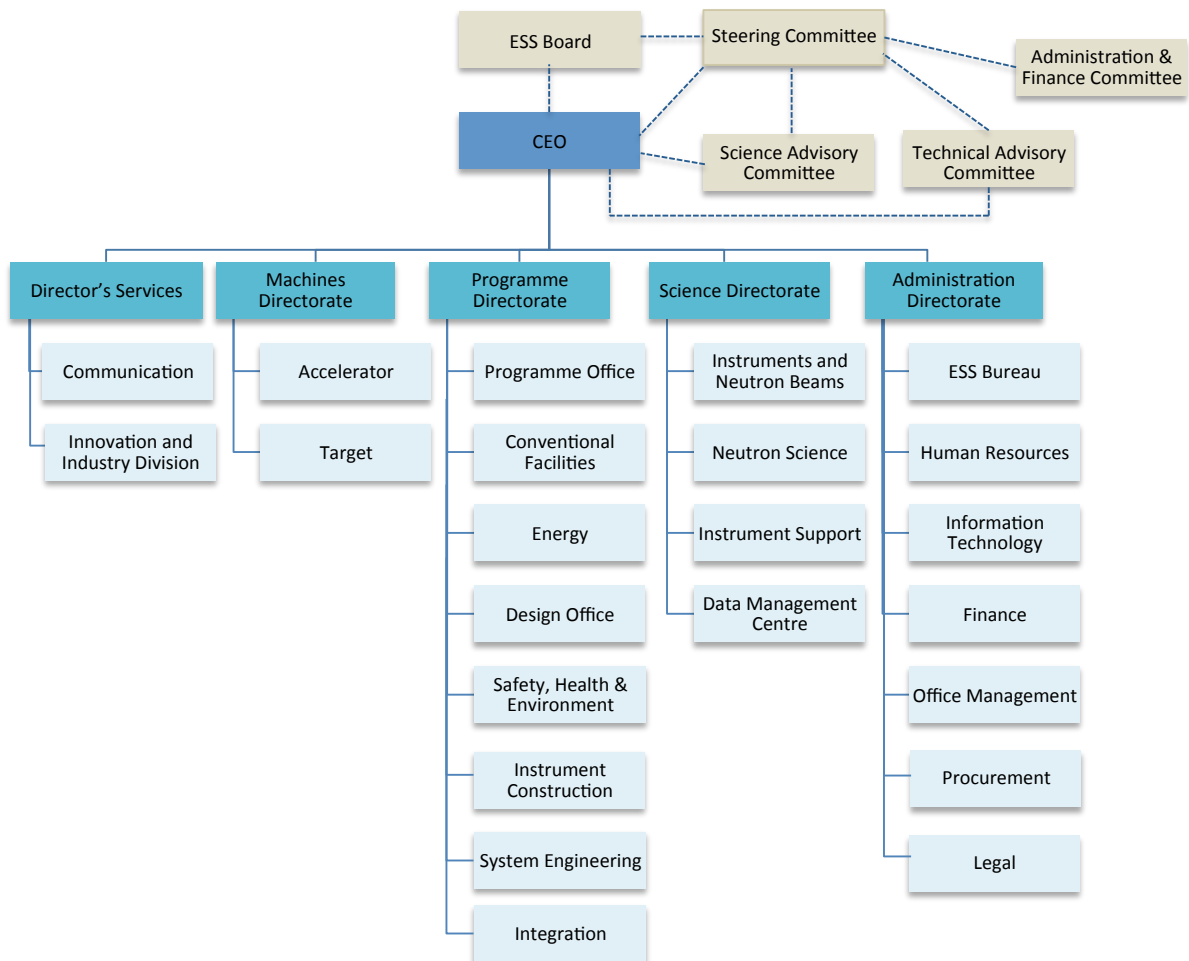 ESS Board
Steering Committee
Administration &
Finance Committee
CEO
Science Advisory
Committee
Technical Advisory
Committee
Director's Services
Machines
Directorate
Programme
Directorate
Science Directorate
Administration
Directorate
Communication
Innovation and
Industry Division
Accelerator
Target
Programme Office
Conventional
Facilities
Energy
Design Office
Safety, Health &
Environment
Instrument
Construction
System Engineering
Integration
Instruments and
Neutron Beams
Neutron Science
Instrument Support
Data Management
Centre
ESS Bureau
Human Resources
Information
Technology
Finance
Office Management
Procurement
Legal